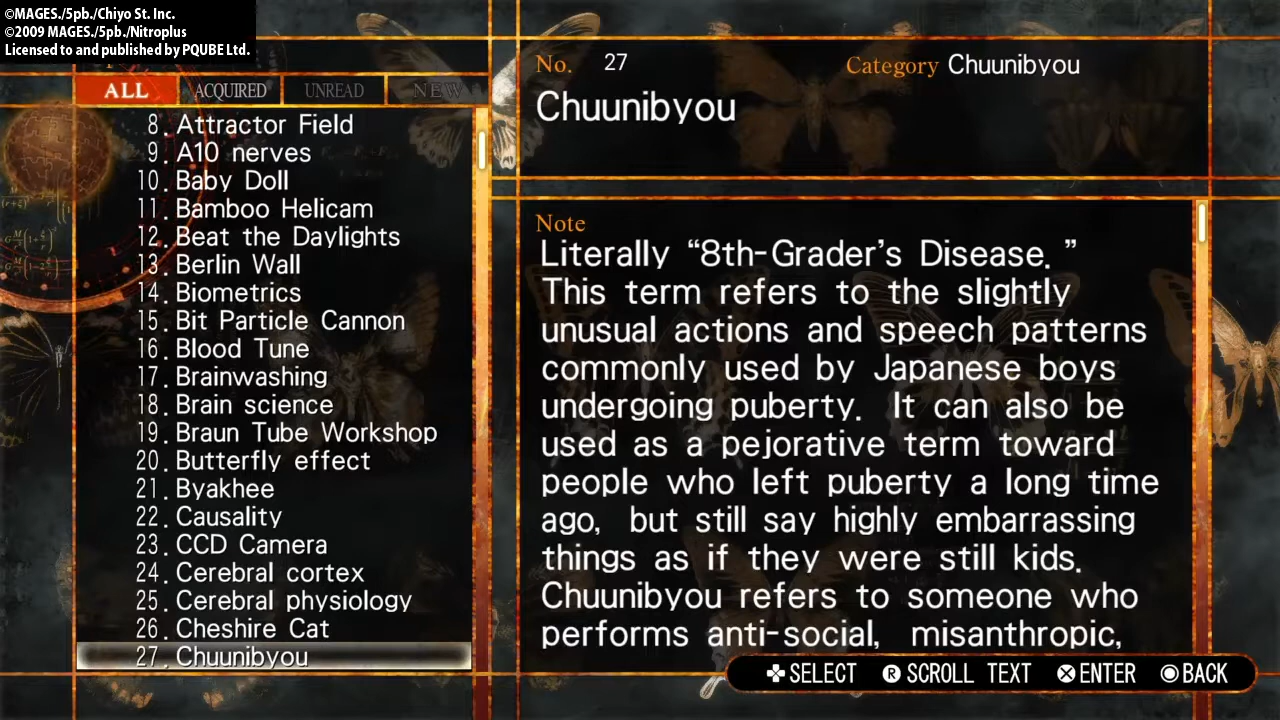 ©MAGES./5pb./Chiyo St. Inc.
©2009 MAGES./5pb./Nitroplus
Licensed to and published by PQUBE Ltd.
ALL
ACQUIRED
UNREAD
NEW
8. Attractor Field
9. A10 nerves
10. Baby Doll
11. Bamboo Helicam
12. Beat the Daylights
13. Berlin Wall
14. Biometrics
15. Bit Particle Cannon
16. Blood Tune
17. Brainwashing
18. Brain science
19. Braun Tube Workshop
20. Butterfly effect
21. Byakhee
22. Causality
23. CCD Camera
24. Cerebral cortex
25. Cerebral physiology
26. Cheshire Cat
27. Chuunibyou
No. 27
Category Chuunibyou
Chuunibyou
Note
Literally “8th-Grader’s Disease. ”
This term refers to the slightly
unusual actions and speech patterns
commonly used by Japanese boys
undergoing puberty. It can also be
used as a pejorative term toward
people who left puberty a long time
ago, but still say highly embarrassing
things as if they were still kids.
Chuunibyou refers to someone who
performs anti-social, misanthropic,
SELECT
R SCROLL TEXT
ENTER
BACK